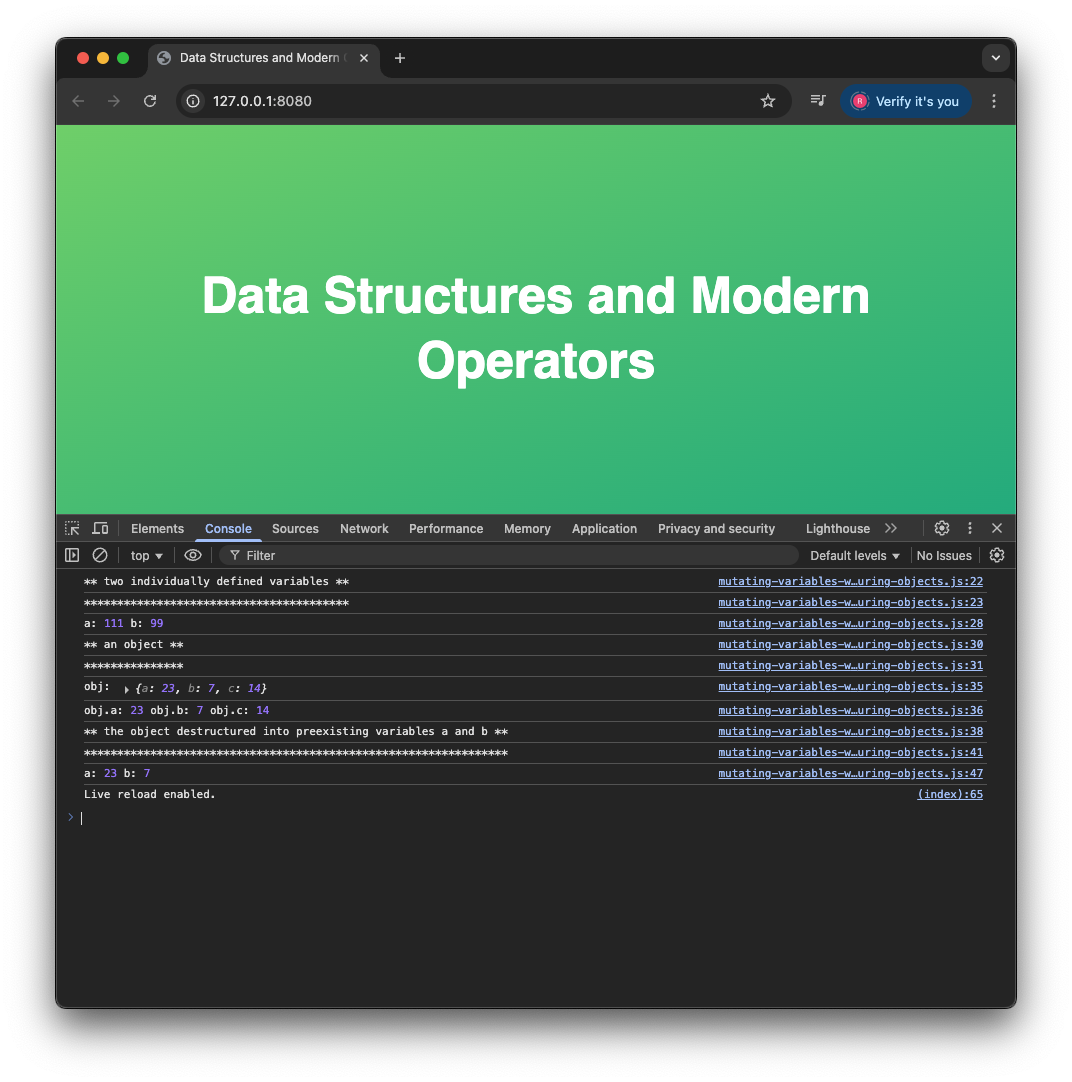 Data Structures and Modern
127.0.0.1:8080
R
Verify it's you
Data Structures and Modern
Operators
Elements Console Sources Network Performance Memory Application Privacy and security Lighthouse
top Filter Default levels No Issues
** two individually defined variables ** mutating-variables-w…uring-objects.js:22
**************************************** mutating-variables-w…uring-objects.js:23
a: 111 b: 99 mutating-variables-w…uring-objects.js:28
** an object ** mutating-variables-w…uring-objects.js:30
*************** mutating-variables-w…uring-objects.js:31
obj: {a: 23, b: 7, c: 14} mutating-variables-w…uring-objects.js:35
obj.a: 23 obj.b: 7 obj.c: 14 mutating-variables-w…uring-objects.js:36
** the object destructured into preexisting variables a and b ** mutating-variables-w…uring-objects.js:38
**************************************************************** mutating-variables-w…uring-objects.js:41
a: 23 b: 7 mutating-variables-w…uring-objects.js:47
Live reload enabled. (index):65